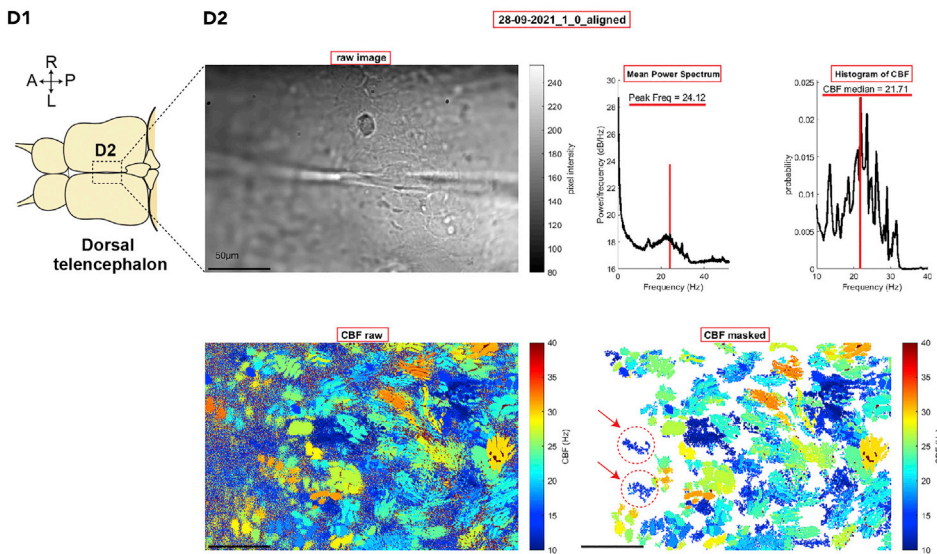 D1
D2
28-09-2021_1_0_aligned
R
A
P
L
D2
Dorsal
telencephalon
raw image
50µm
260
240
220
200
180
160
140
120
100
80
pixel intensity
Mean Power Spectrum
Peak Freq = 24.12
30
28
26
24
22
20
18
16
Power/frequency (dB/Hz)
0
20
40
Frequency (Hz)
Histogram of CBF
CBF median = 21.71
0.025
0.02
0.015
0.01
0.005
0
probability
10
20
30
40
Frequency (Hz)
CBF raw
40
35
30
25
20
15
10
CBF (Hz)
CBF masked
40
35
30
25
20
15
10